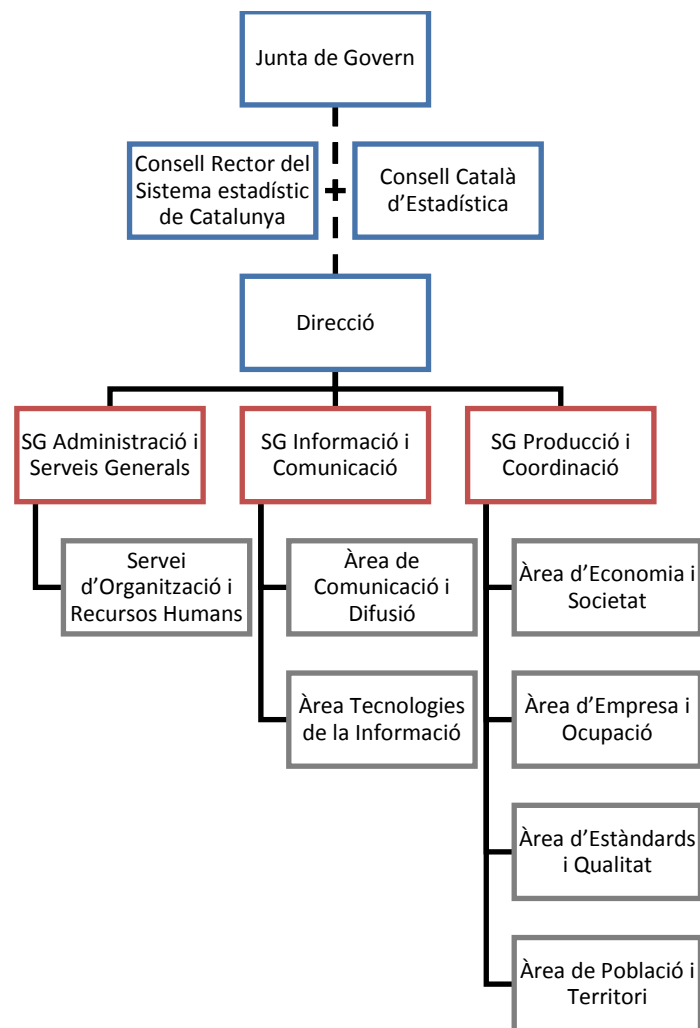 Junta de Govern
Consell Rector del
Sistema estadístic
de Catalunya
Consell Català
d’Estadística
Direcció
SG Administració i
Serveis Generals
SG Informació i
Comunicació
SG Producció i
Coordinació
Servei
d’Organització i
Recursos Humans
Àrea de
Comunicació i
Difusió
Àrea d’Economia i
Societat
Àrea Tecnologies
de la Informació
Àrea d’Empresa i
Ocupació
Àrea d’Estàndards
i Qualitat
Àrea de Població i
Territori